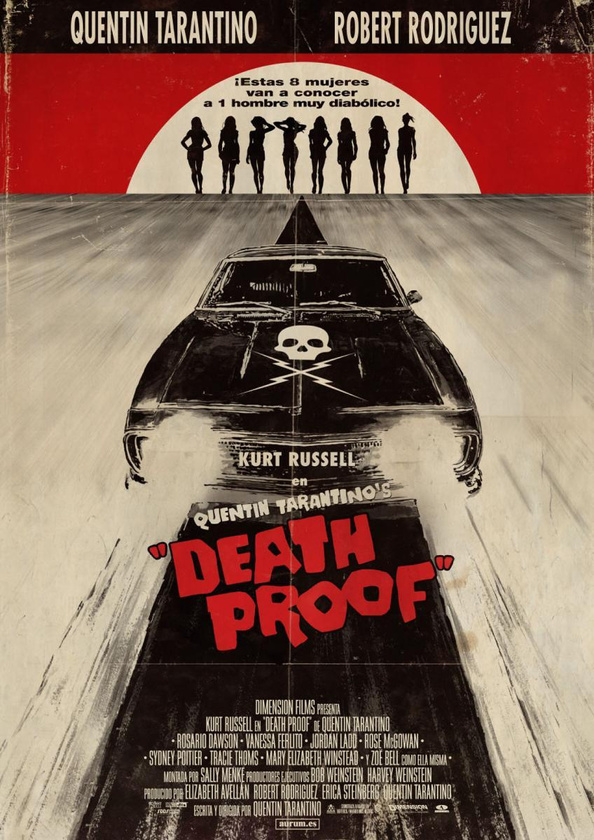 QUENTIN TARANTINO ROBERT RODRIGUEZ
¡Estas 8 mujeres
van a conocer
a 1 hombre muy diabólico!
KURT RUSSELL
en
QUENTIN TARANTINO'S
"DEATH
PROOF"
DIMENSION FILMS PRESENTA
KURT RUSSELL EN "DEATH PROOF" DE QUENTIN TARANTINO
• ROSARIO DAWSON • VANESSA FERLITO • JORDAN LADD • ROSE McGOWAN •
• SYDNEY POITIER • TRACIE THOMS • MARY ELIZABETH WINSTEAD • Y ZOË BELL COMO ELLA MISMA •
MONTADA POR SALLY MENKE PRODUCTORES EJECUTIVOS BOB WEINSTEIN HARVEY WEINSTEIN
PRODUCIDO POR ELIZABETH AVELLÁN ROBERT RODRIGUEZ ERICA STEINBERG QUENTIN TARANTINO
ESCRITA Y DIRIGIDA POR QUENTIN TARANTINO
DIMENSION
aurum.es